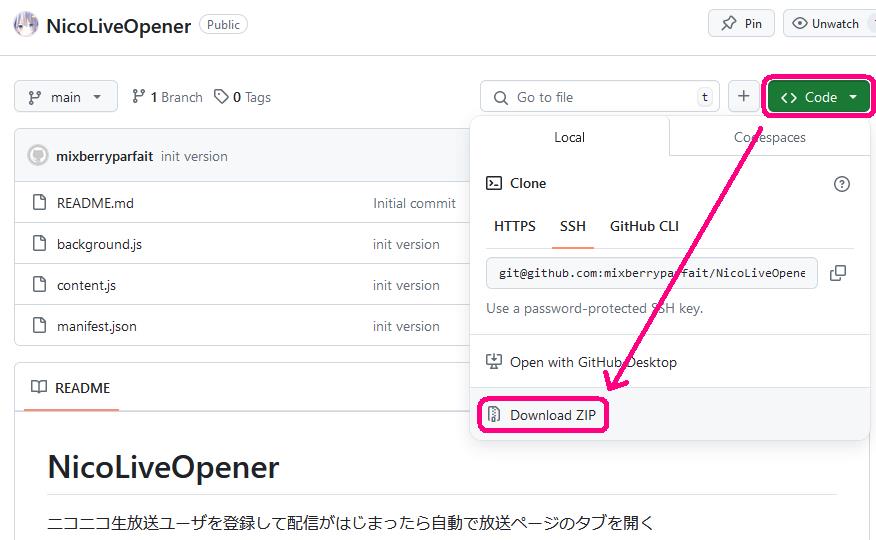 NicoLiveOpener Public
Pin Unwatch
main 1 Branch 0 Tags Go to file t Code
Local Codespaces
mixberryparfait init version
Clone
README.md Initial commit
HTTPS SSH GitHub CLI
background.js init version
content.js init version
git@github.com:mixberryparfait/NicoLiveOpene
Use a password-protected SSH key.
manifest.json init version
Open with GitHub Desktop
README
Download ZIP
NicoLiveOpener
ニコニコ生放送ユーザを登録して配信がはじまったら自動で放送ページのタブを開く